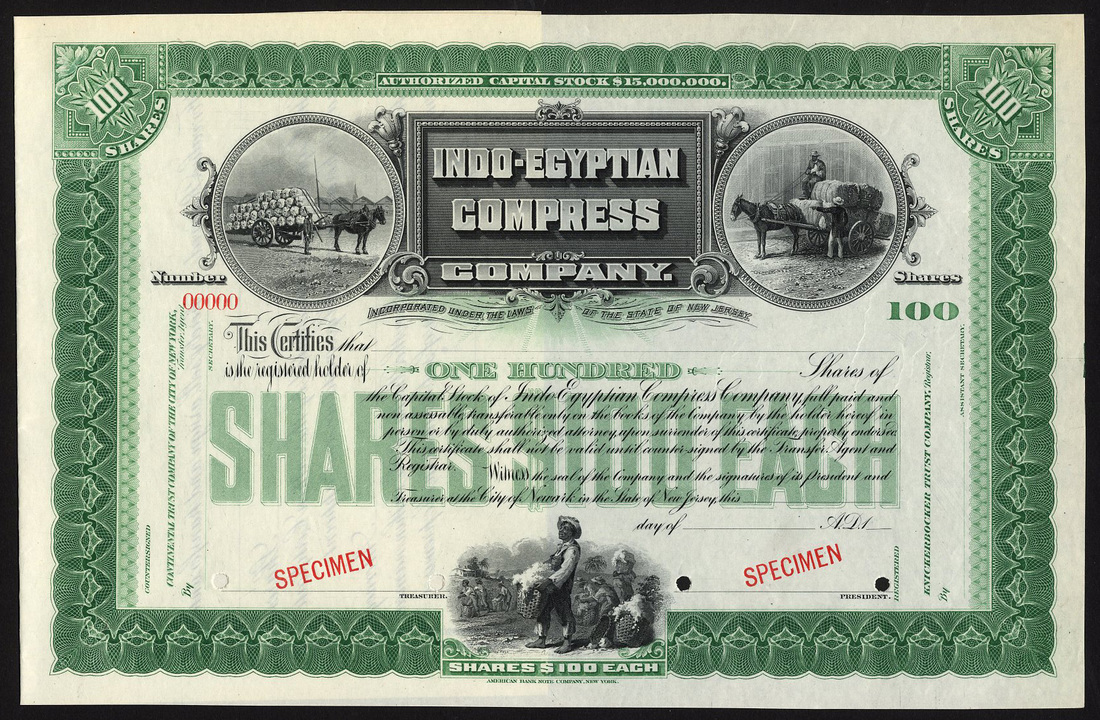 AUTHORIZED CAPITAL STOCK $15,000,000.
100
SHARES
100
SHARES
INDO-EGYPTIAN
COMPRESS
COMPANY.
Number
00000
Shares
100
INCORPORATED UNDER THE LAWS OF THE STATE OF NEW JERSEY.
This Certifies that
is the registered holder of ONE HUNDRED Shares of
the Capital Stock of Indo-Egyptian Compress Company, full paid and
non assessable, transferable only on the books of the Company by the holder hereof, in
person or by duly authorized attorney, upon surrender of this certificate properly endorsed.
This certificate shall not be valid until countersigned by the Transfer Agent and
Registrar. Witness the seal of the Company and the signatures of its President and
Treasurer at the City of Newark in the State of New Jersey, this
day of A.D.1
SHARES $100 EACH
SPECIMEN
SPECIMEN
TREASURER.
PRESIDENT.
COUNTERSIGNED
CONTINENTAL TRUST COMPANY OF THE CITY OF NEW YORK,
Transfer Agent
By
SECRETARY.
REGISTERED
KNICKERBOCKER TRUST COMPANY, Registrar.
By
ASSISTANT SECRETARY.
SHARES $100 EACH
AMERICAN BANK NOTE COMPANY, NEW YORK.